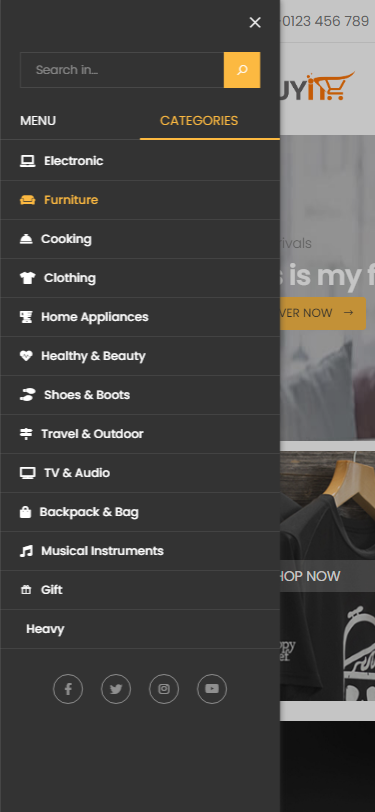 0123 456 789
Search in...
UYin
MENU
CATEGORIES
Electronic
Furniture
Cooking
rivals
Clothing
s is my f
Home Appliances
VER NOW →
Healthy & Beauty
Shoes & Boots
Travel & Outdoor
TV & Audio
Backpack & Bag
Musical Instruments
HOP NOW
Gift
Heavy